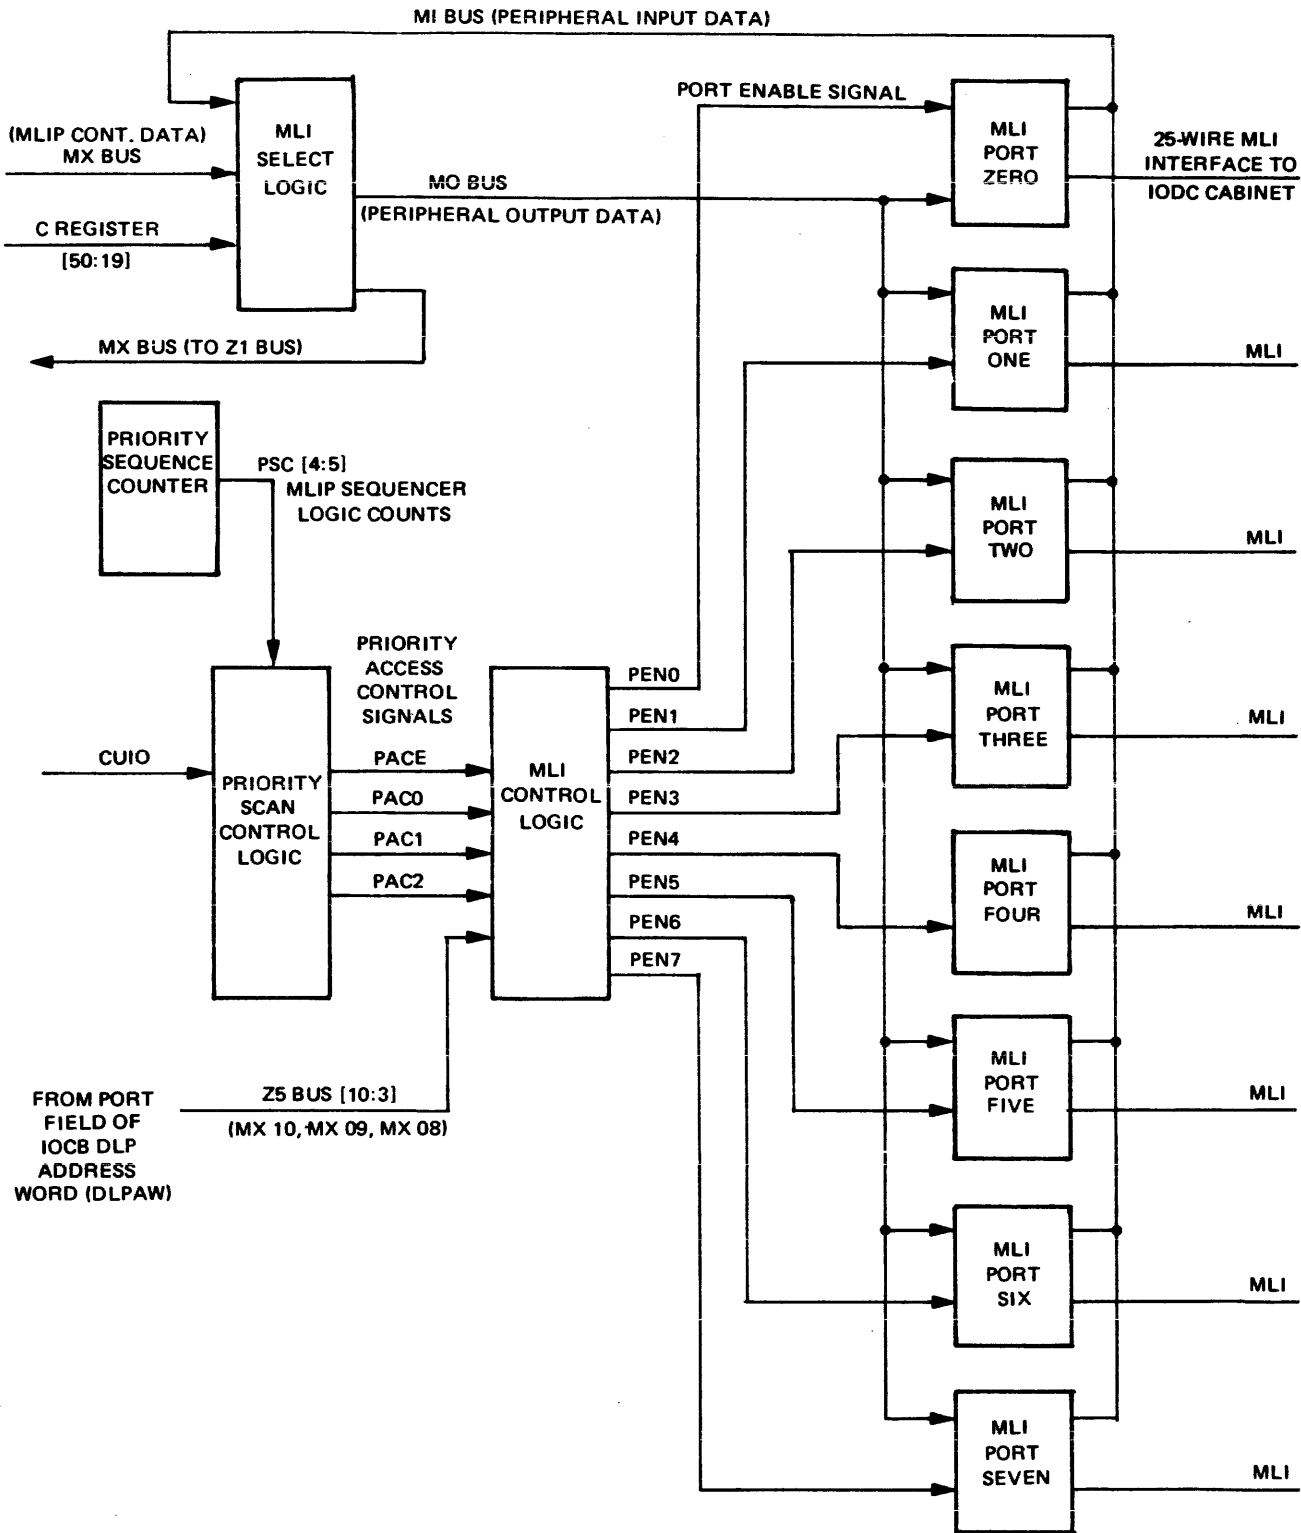 MI BUS (PERIPHERAL INPUT DATA)
PORT ENABLE SIGNAL
MLI
SELECT
LOGIC
(MLIP CONT. DATA)
MX BUS
C REGISTER
[50:19]
MO BUS
(PERIPHERAL OUTPUT DATA)
MX BUS (TO Z1 BUS)
MLI
PORT
ZERO
25-WIRE MLI
INTERFACE TO
IODC CABINET
MLI
PORT
ONE
MLI
PRIORITY
SEQUENCE
COUNTER
PSC [4:5]
MLIP SEQUENCER
LOGIC COUNTS
MLI
PORT
TWO
MLI
PRIORITY
ACCESS
CONTROL
SIGNALS
CUIO
PRIORITY
SCAN
CONTROL
LOGIC
PACE
PAC0
PAC1
PAC2
MLI
CONTROL
LOGIC
PEN0
PEN1
PEN2
PEN3
PEN4
PEN5
PEN6
PEN7
MLI
PORT
THREE
MLI
MLI
PORT
FOUR
MLI
FROM PORT
FIELD OF
IOCB DLP
ADDRESS
WORD (DLPAW)
Z5 BUS [10:3]
(MX 10, MX 09, MX 08)
MLI
PORT
FIVE
MLI
MLI
PORT
SIX
MLI
MLI
PORT
SEVEN
MLI